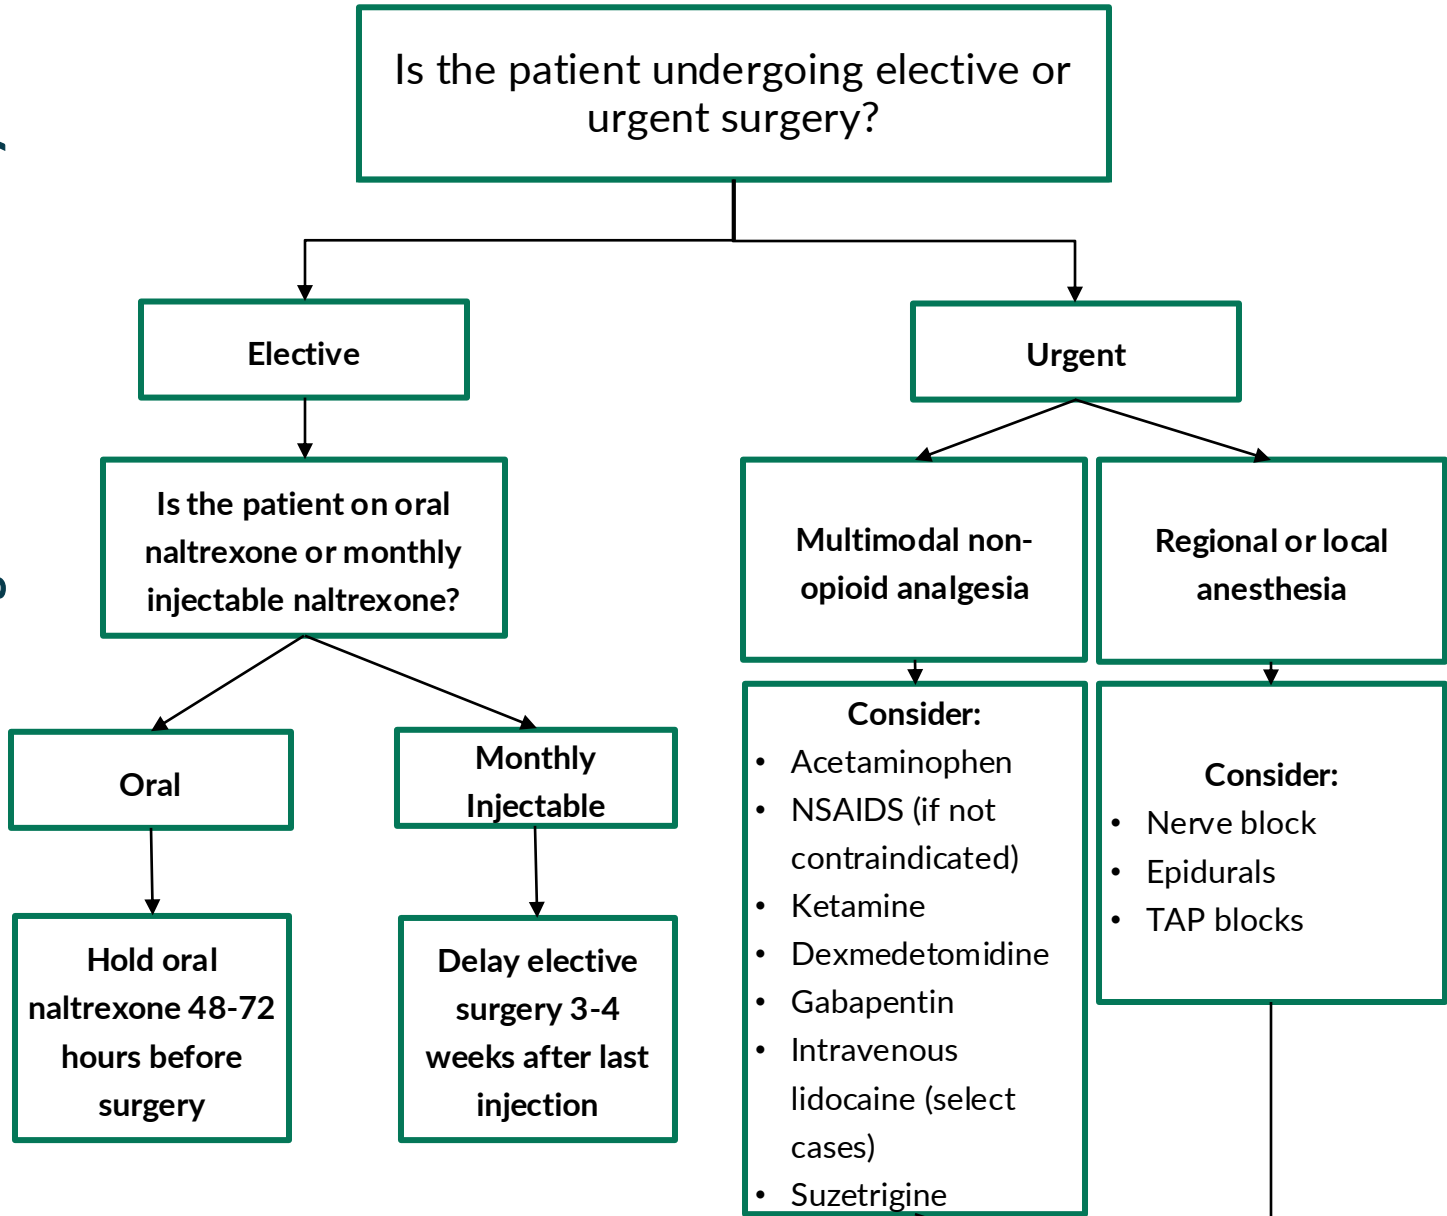 Is the patient undergoing elective or
urgent surgery?
Elective
Urgent
Is the patient on oral
naltrexone or monthly
injectable naltrexone?
Multimodal non-
opioid analgesia
Regional or local
anesthesia
Oral
Monthly
Injectable
Hold oral
naltrexone 48-72
hours before
surgery
Delay elective
surgery 3-4
weeks after last
injection
Consider:
• Acetaminophen
• NSAIDS (if not
contraindicated)
• Ketamine
• Dexmedetomidine
• Gabapentin
• Intravenous
lidocaine (select
cases)
• Suzetrigine
Consider:
• Nerve block
• Epidurals
• TAP blocks